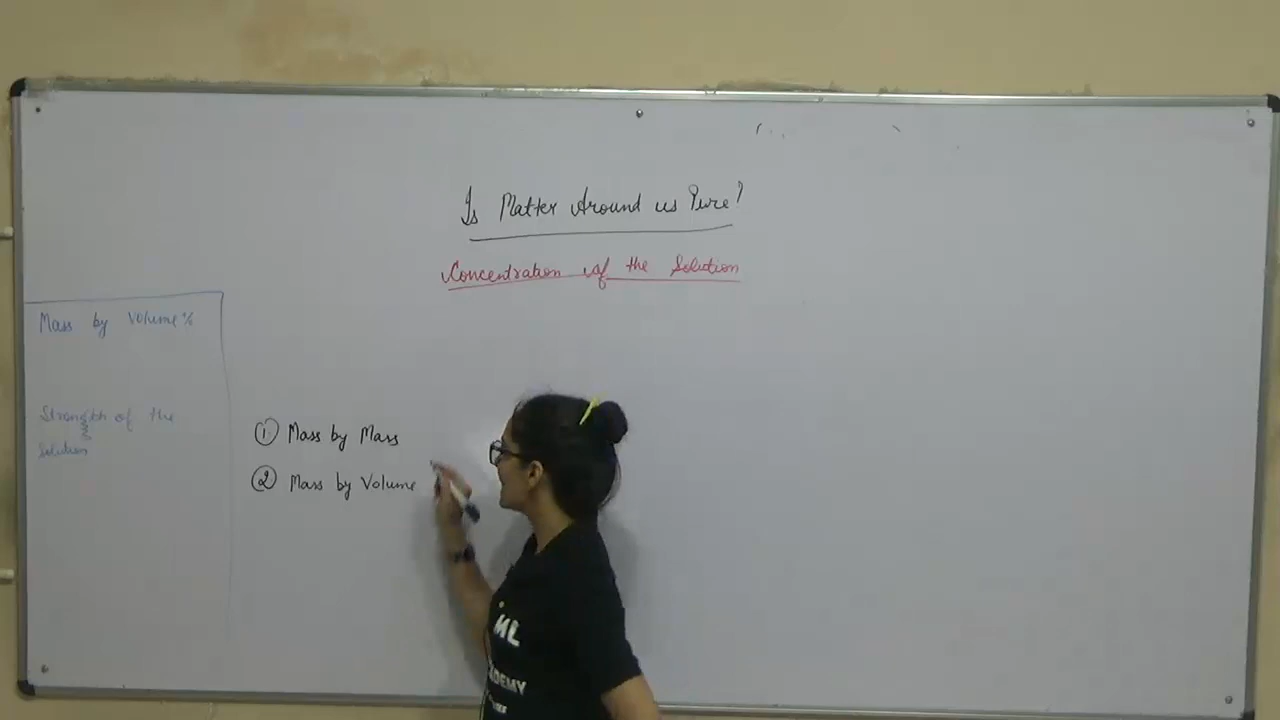 Is Matter Around us Pure?
Concentration of the Solution
Mass by Volume %
Strength of the
Solution
① Mass by Mass
② Mass by Volume
ML